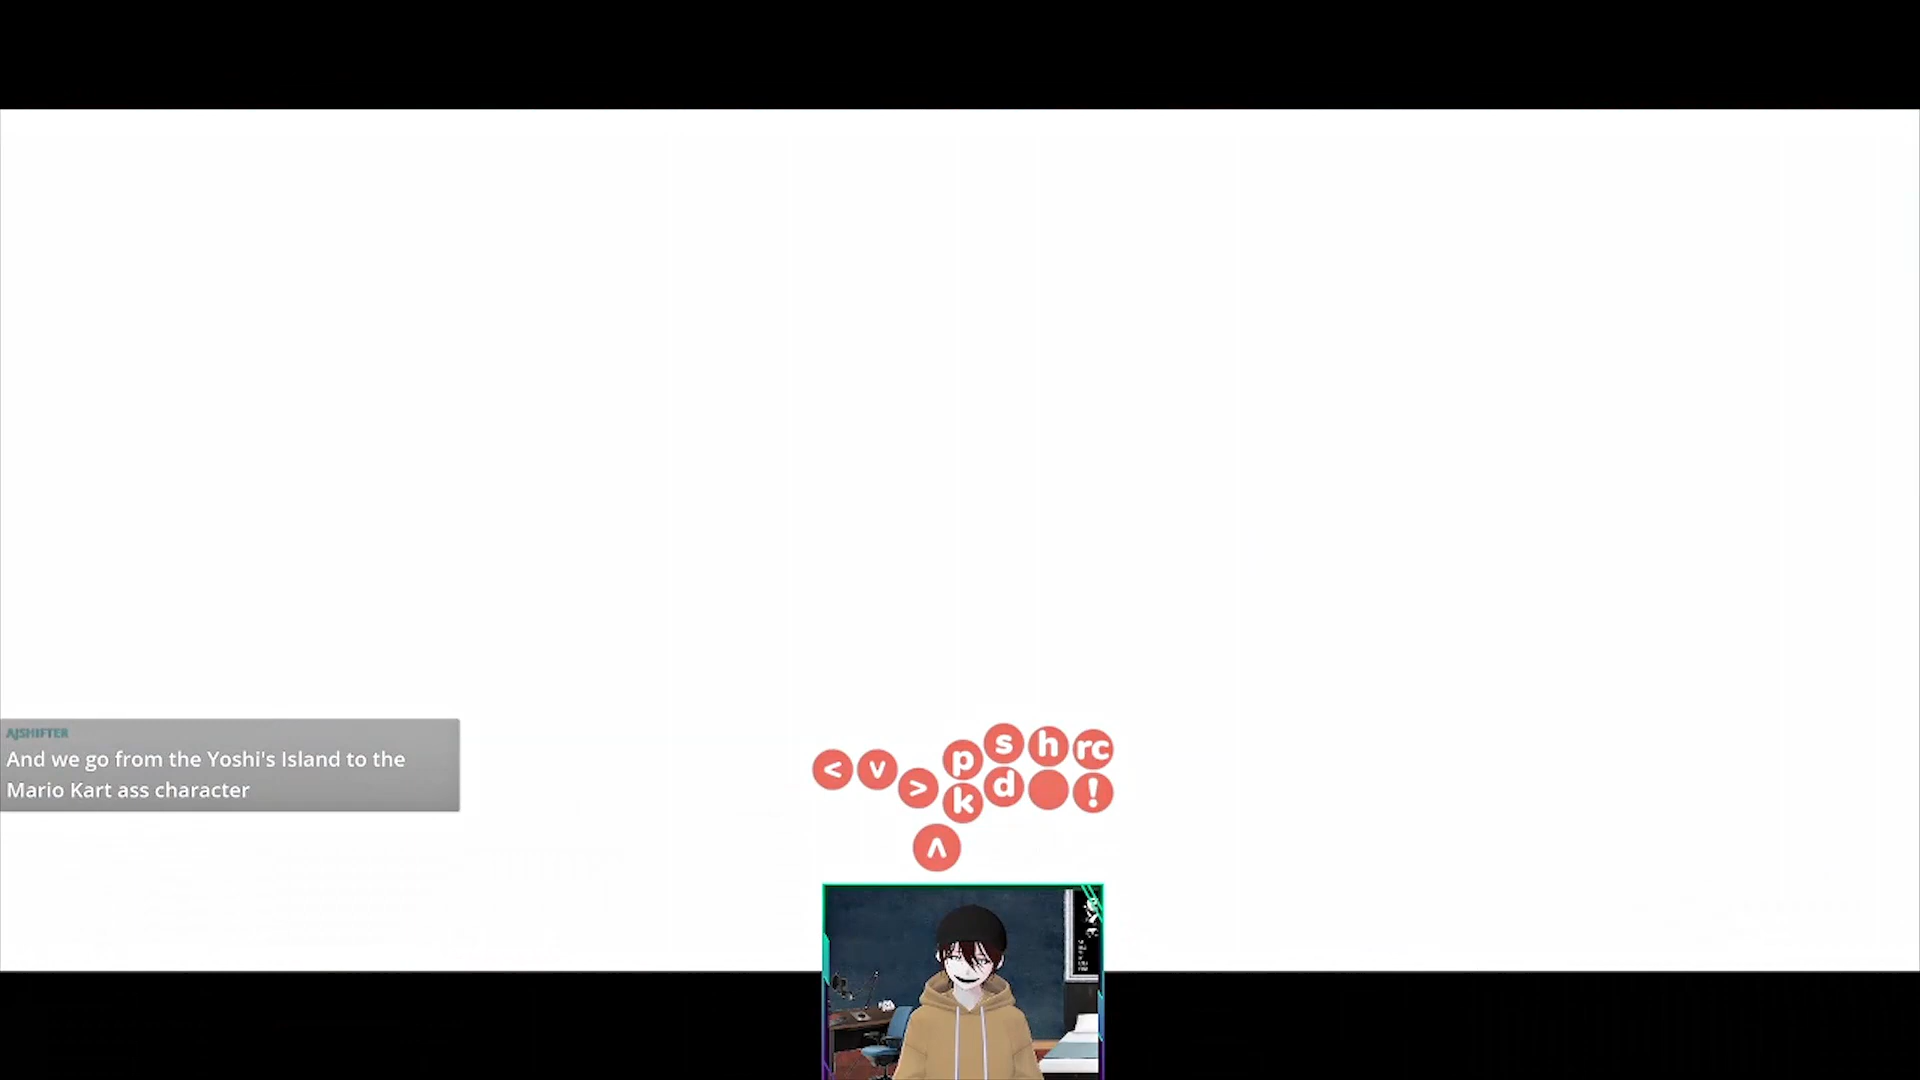 AJSHIFTER
And we go from the Yoshi's Island to the
Mario Kart ass character
s h rc
p
< v
> k d !
^